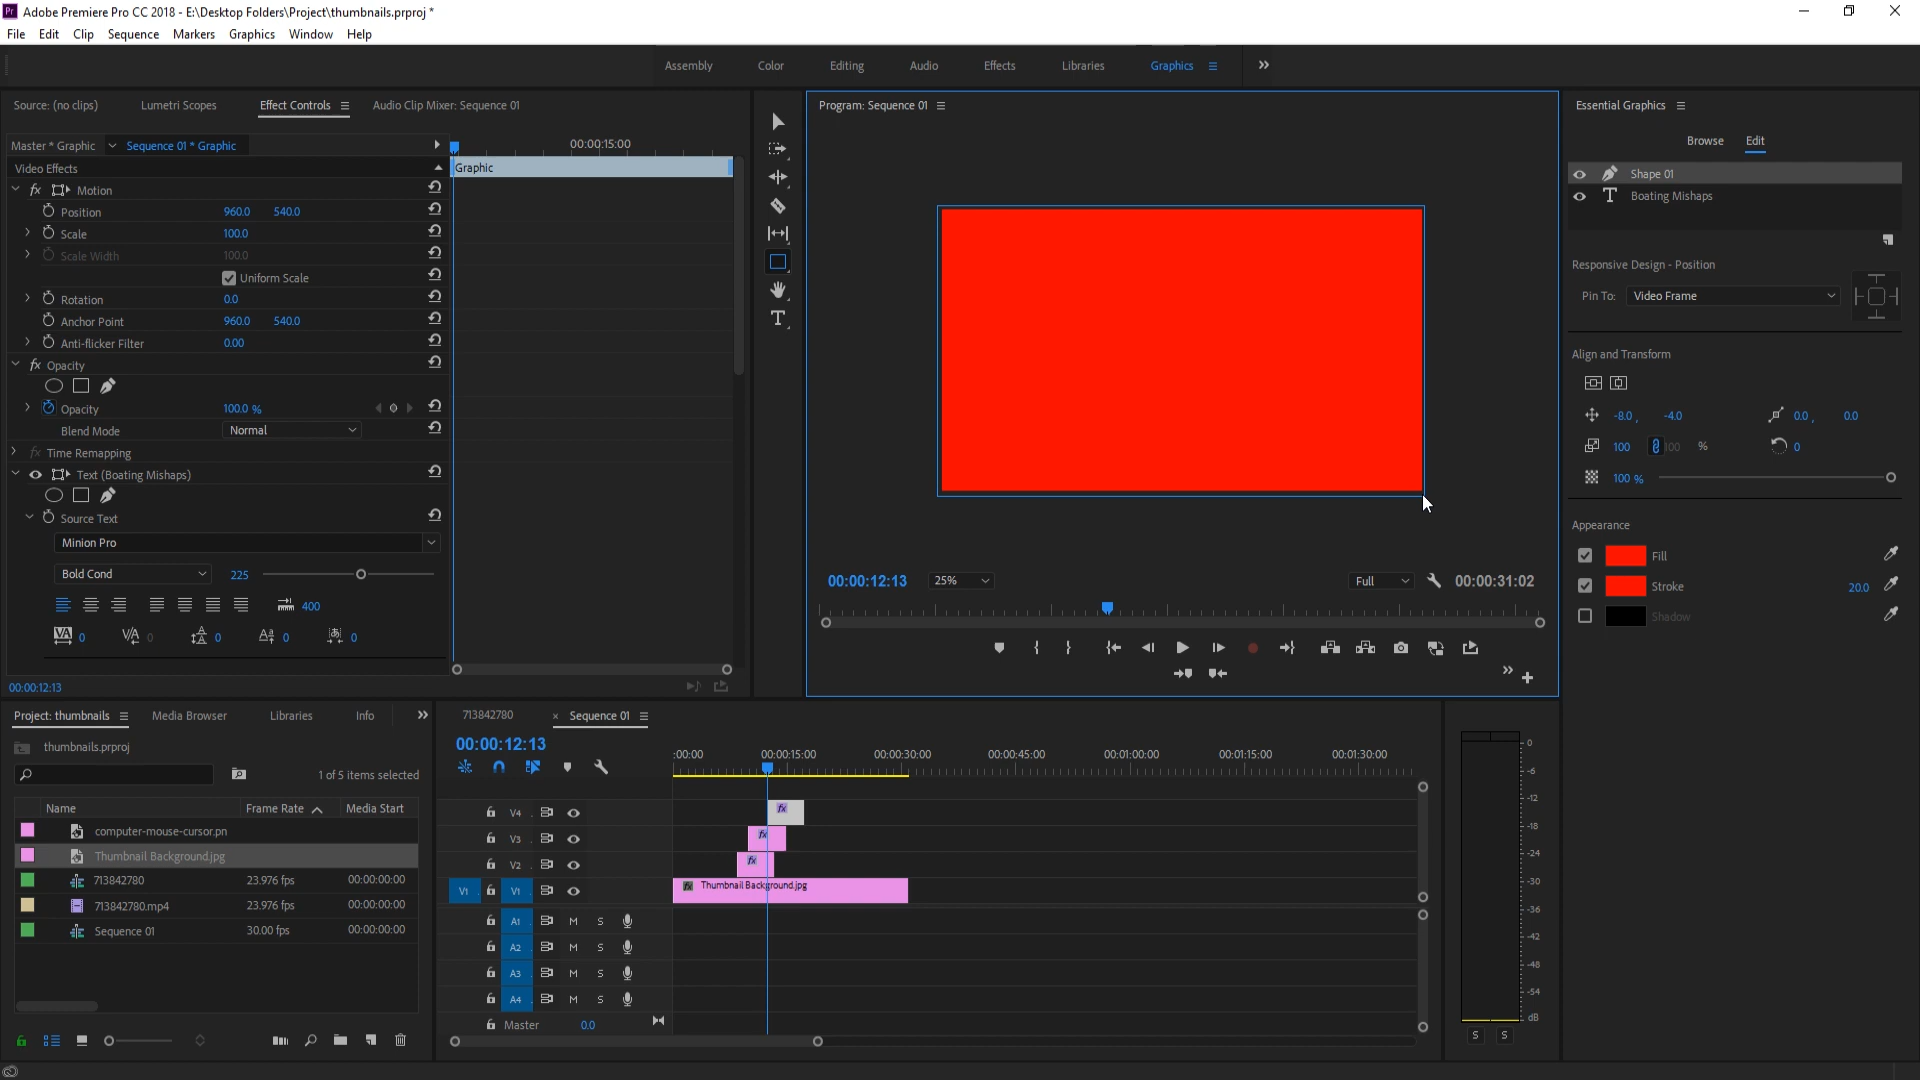 Pr Adobe Premiere Pro CC 2018 - E:\Desktop Folders\Project\thumbnails.prproj *
File Edit Clip Sequence Markers Graphics Window Help
Assembly Color Editing Audio Effects Libraries Graphics
Source: (no clips) Lumetri Scopes Effect Controls Audio Clip Mixer: Sequence 01
Program: Sequence 01
Essential Graphics
Master * Graphic Sequence 01 * Graphic
00:00:15:00
Browse Edit
Video Effects
Graphic
fx Motion
Position 960.0 540.0
Scale 100.0
Scale Width 100.0
Uniform Scale
Rotation 0.0
Anchor Point 960.0 540.0
Anti-flicker Filter 0.00
fx Opacity
Opacity 100.0 %
Blend Mode Normal
fx Time Remapping
Text (Boating Mishaps)
Source Text
Minion Pro
Bold Cond 225
400
VA 0 V/A 0 0 0 0
00:00:12:13
Shape 01
T Boating Mishaps
Responsive Design - Position
Pin To: Video Frame
Align and Transform
-8.0 , -4.0 0.0 , 0.0
100 100 % 0
100 %
Appearance
Fill
Stroke 20.0
Shadow
00:00:12:13 25% Full 00:00:31:02
Project: thumbnails Media Browser Libraries Info
thumbnails.prproj
1 of 5 items selected
Name Frame Rate Media Start
computer-mouse-cursor.pn
Thumbnail Background.jpg
713842780 23.976 fps 00:00:00:00
713842780.mp4 23.976 fps 00:00:00:00
Sequence 01 30.00 fps 00:00:00:00
713842780 × Sequence 01
00:00:12:13
:00:00 00:00:15:00 00:00:30:00 00:00:45:00 00:01:00:00 00:01:15:00 00:01:30:00
V4 fx
V3 fx
V2 fx
V1 V1 fx Thumbnail Background.jpg
A1 M S
A2 M S
A3 M S
A4 M S
Master 0.0
0
-6
-12
-18
-24
-30
-36
-42
-48
-54
dB
S S